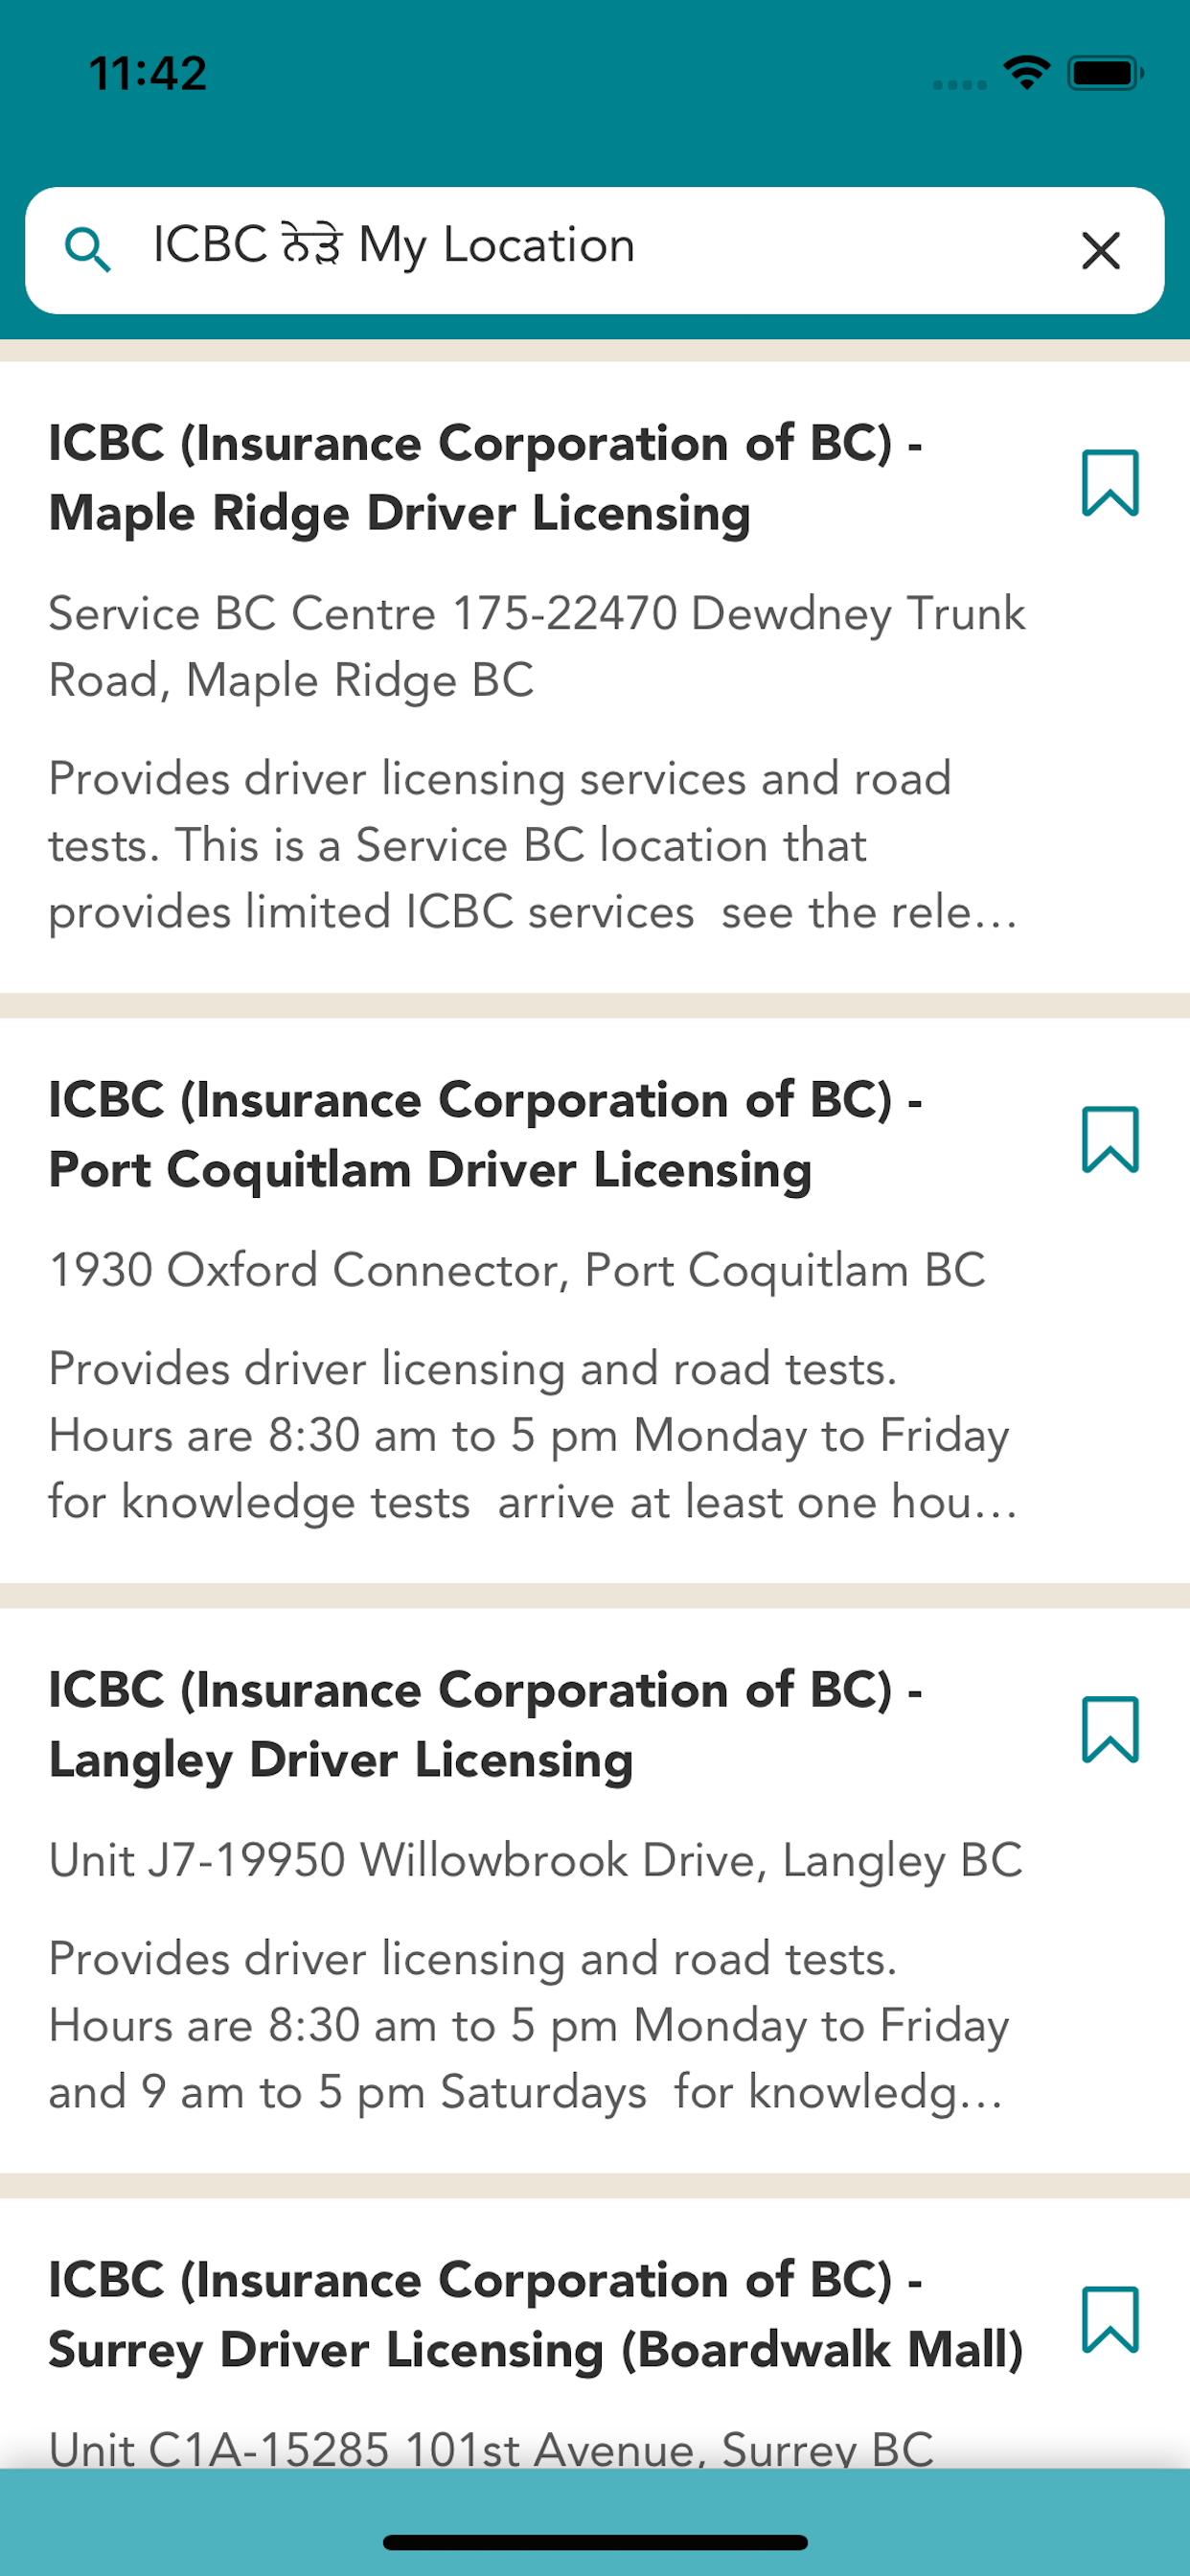 11:42
ICBC ਨੇੜੇ My Location
ICBC (Insurance Corporation of BC) -
Maple Ridge Driver Licensing
Service BC Centre 175-22470 Dewdney Trunk
Road, Maple Ridge BC
Provides driver licensing services and road
tests. This is a Service BC location that
provides limited ICBC services  see the rele...
ICBC (Insurance Corporation of BC) -
Port Coquitlam Driver Licensing
1930 Oxford Connector, Port Coquitlam BC
Provides driver licensing and road tests.
Hours are 8:30 am to 5 pm Monday to Friday
for knowledge tests  arrive at least one hou...
ICBC (Insurance Corporation of BC) -
Langley Driver Licensing
Unit J7-19950 Willowbrook Drive, Langley BC
Provides driver licensing and road tests.
Hours are 8:30 am to 5 pm Monday to Friday
and 9 am to 5 pm Saturdays  for knowledg...
ICBC (Insurance Corporation of BC) -
Surrey Driver Licensing (Boardwalk Mall)
Unit C1A-15285 101st Avenue, Surrey BC